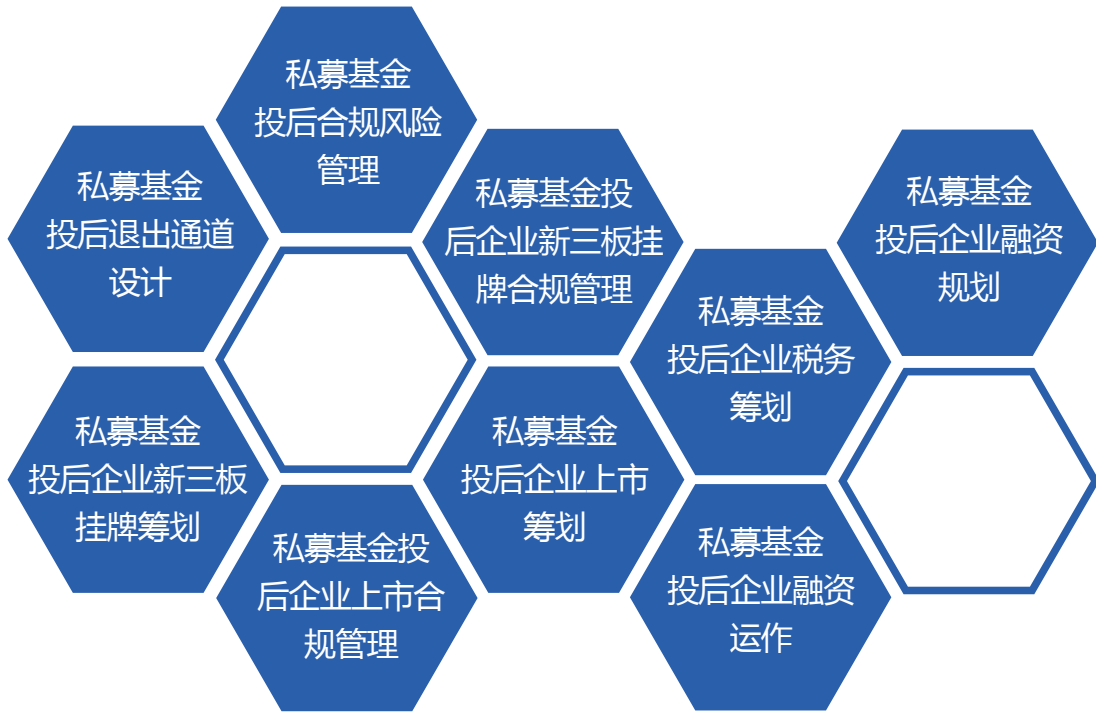 私募基金
投后合规风险
管理
私募基金
投后退出通道
设计
私募基金投
后企业新三板挂
牌合规管理
私募基金
投后企业融资
规划
私募基金
投后企业税务
筹划
私募基金
投后企业新三板
挂牌筹划
私募基金
投后企业上市
筹划
私募基金投
后企业上市合
规管理
私募基金
投后企业融资
运作